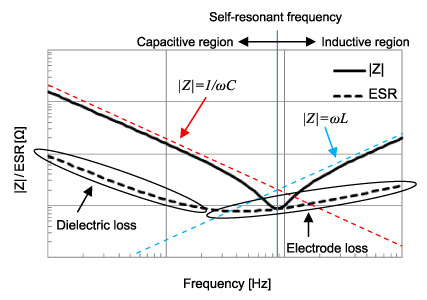 Self-resonant frequency
Capacitive region
Inductive region
|Z|
ESR
|Z|=1/ωC
|Z|=ωL
|Z|/ ESR [Ω]
Dielectric loss
Electrode loss
Frequency [Hz]